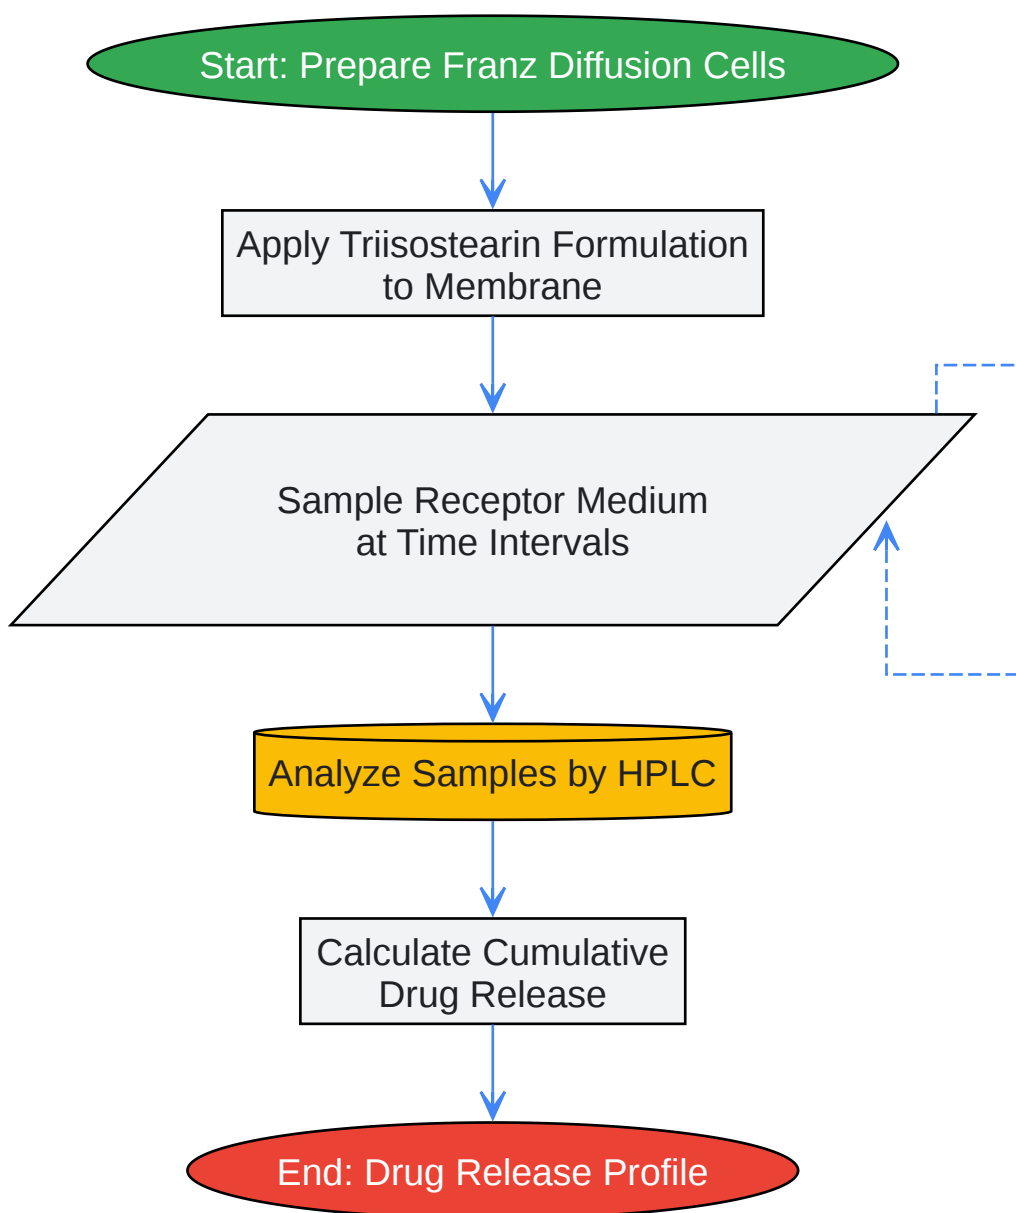 Start: Prepare Franz Diffusion Cells
Apply Triisostearin Formulation
to Membrane
Sample Receptor Medium
at Time Intervals
Analyze Samples by HPLC
Calculate Cumulative
Drug Release
End: Drug Release Profile